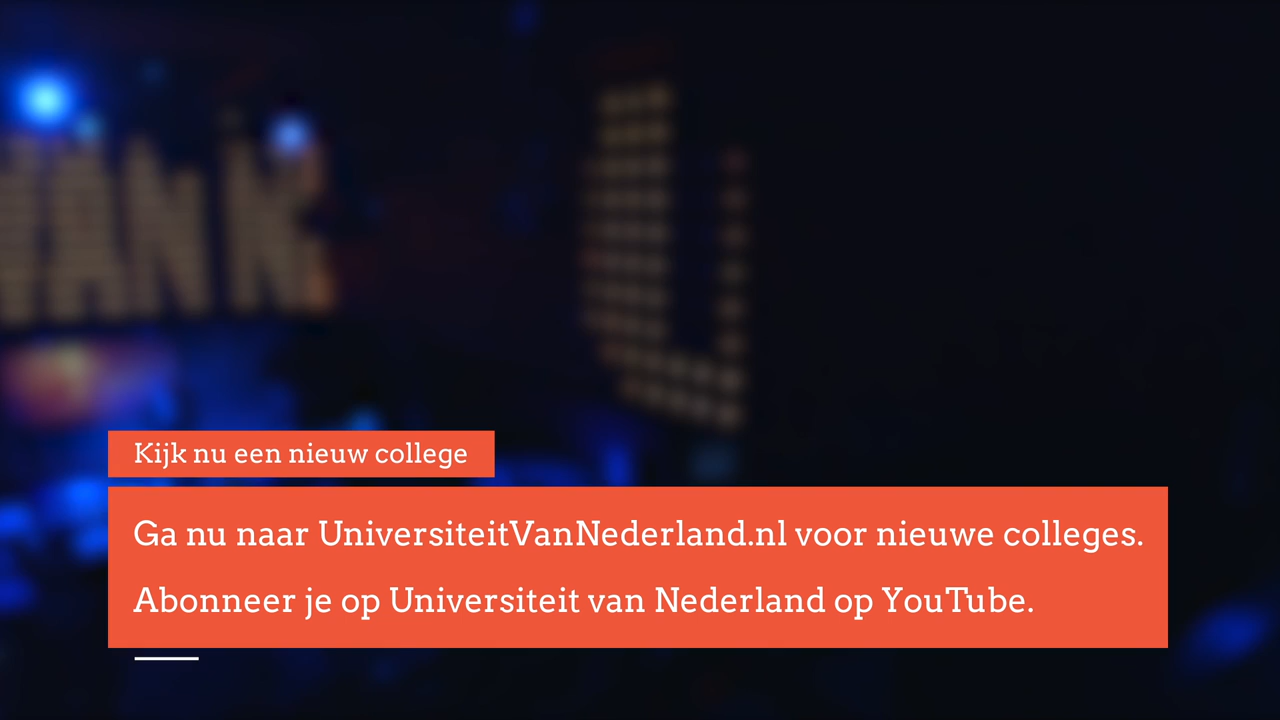 VAN N
U
Kijk nu een nieuw college
Ga nu naar UniversiteitVanNederland.nl voor nieuwe colleges.
Abonneer je op Universiteit van Nederland op YouTube.